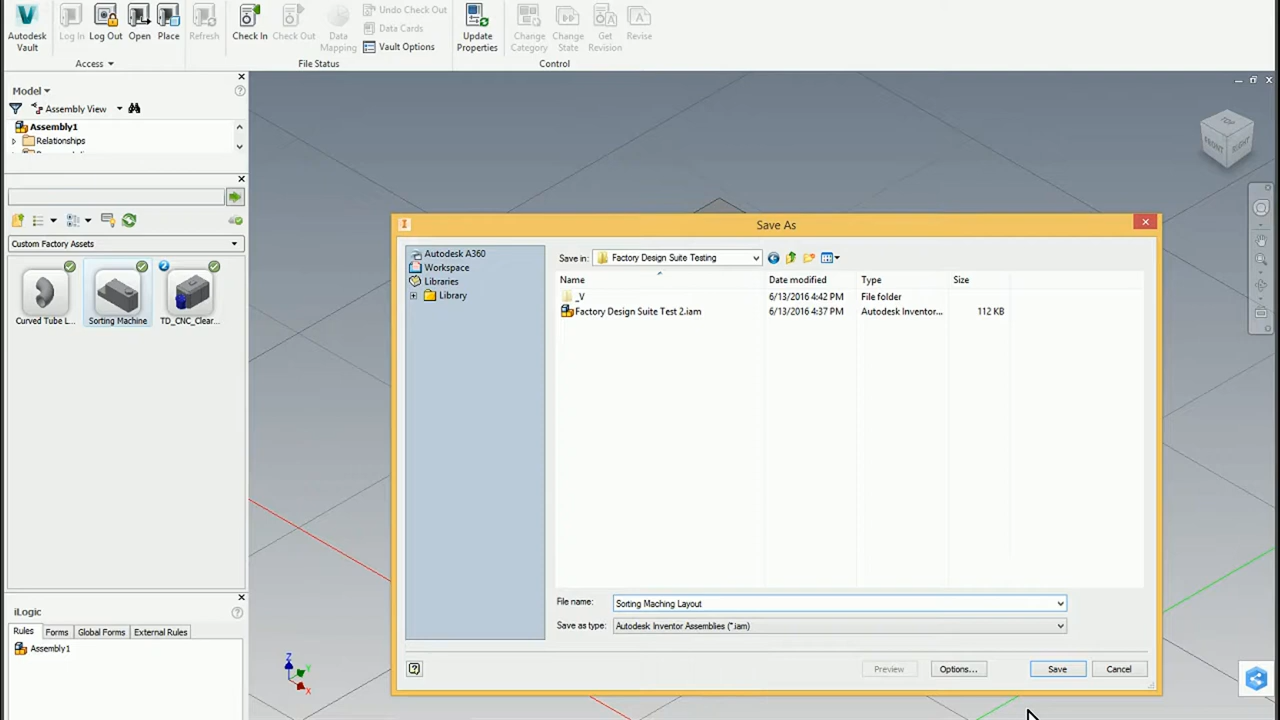 Autodesk Vault
Log In
Log Out
Open
Place
Refresh
Check In
Check Out
Data Mapping
Undo Check Out
Data Cards
Vault Options
Update Properties
Change Category
Change State
Get Revision
Revise
Access
File Status
Control
Model
Assembly View
Assembly1
Relationships
Custom Factory Assets
Curved Tube L...
Sorting Machine
TD_CNC_Clear...
iLogic
Rules
Forms
Global Forms
External Rules
Assembly1
TOP
FRONT
RIGHT
Z
Y
X
Save As
Autodesk A360
Workspace
Libraries
Library
Save in:
Factory Design Suite Testing
Name
Date modified
Type
Size
_V
6/13/2016 4:42 PM
File folder
Factory Design Suite Test 2.iam
6/13/2016 4:37 PM
Autodesk Inventor...
112 KB
File name:
Sorting Maching Layout
Save as type:
Autodesk Inventor Assemblies (*.iam)
Preview
Options...
Save
Cancel